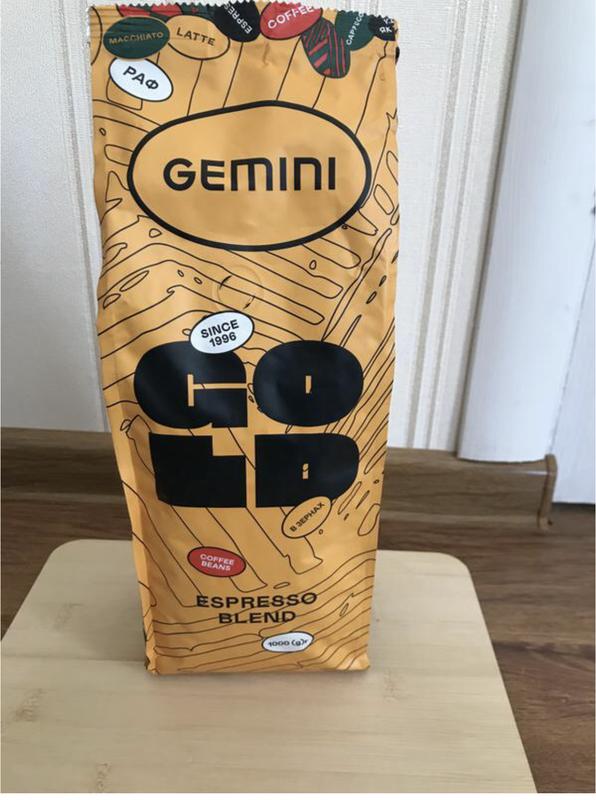 MACCHIATO
LATTE
COFFEE
РАФ
GEMINI
SINCE
1996
GO
LD
В ЗЕРНАХ
COFFEE
BEANS
ESPRESSO
BLEND
1000 (g)г